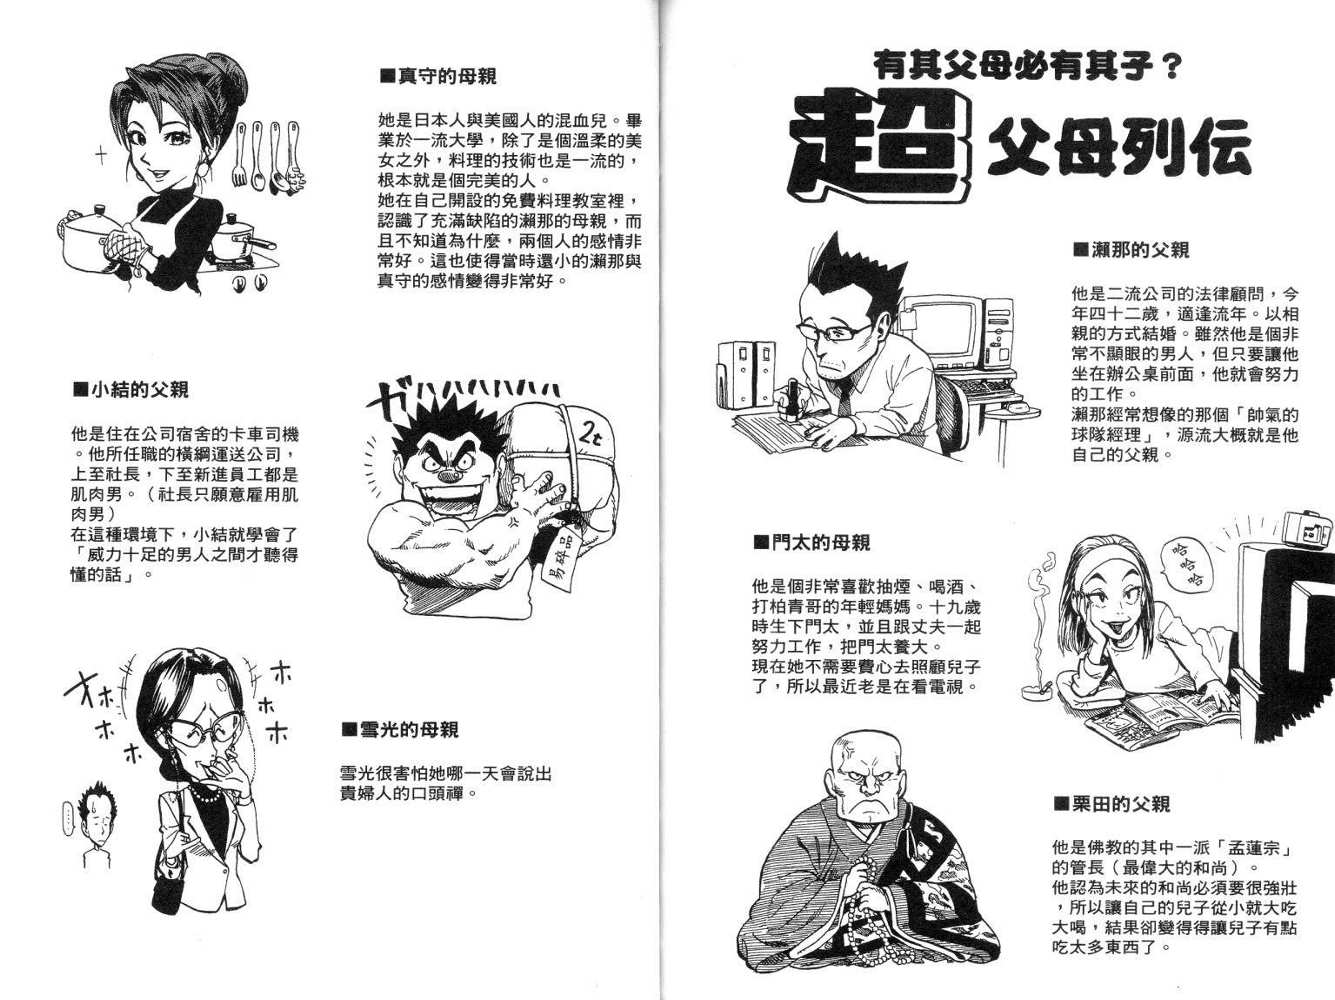 有其父母必有其子？
超父母列伝
■瀨那的父親
他是二流公司的法律顧問，今
年四十二歲，適逢流年。以相
親的方式結婚。雖然他是個非
常不顯眼的男人，但只要讓他
坐在辦公桌前面，他就會努力
的工作。
瀨那經常想像的那個「帥氣的
球隊經理」，源流大概就是他
自己的父親。
■門太的母親
他是個非常喜歡抽煙、喝酒、
打柏青哥的年輕媽媽。十九歲
時生下門太，並且跟丈夫一起
努力工作，把門太養大。
現在她不需要費心去照顧兒子
了，所以最近老是在看電視。
哈
哈
哈
■栗田的父親
他是佛教的其中一派「孟蓮宗」
的管長（最偉大的和尚）。
他認為未來的和尚必須要很強壯
，所以讓自己的兒子從小就大吃
大喝，結果卻變得得讓兒子有點
吃太多東西了。
■真守的母親
她是日本人與美國人的混血兒。畢
業於一流大學，除了是個溫柔的美
女之外，料理的技術也是一流的，
根本就是個完美的人。
她在自己開設的免費料理教室裡，
認識了充滿缺陷的瀨那的母親，而
且不知道為什麼，兩個人的感情非
常好。這也使得當時還小的瀨那與
真守的感情變得非常好。
■小結的父親
他是住在公司宿舍的卡車司機
。他所任職的橫綱運送公司，
上至社長，下至新進員工都是
肌肉男。（社長只願意雇用肌
肉男）
在這種環境下，小結就學會了
「威力十足的男人之間才聽得
懂的話」。
ガハハハハハハハ
2t
易碎品
■雪光的母親
雪光很害怕她哪一天會說出
貴婦人的口頭禪。
オホホホ
ホホホ
……